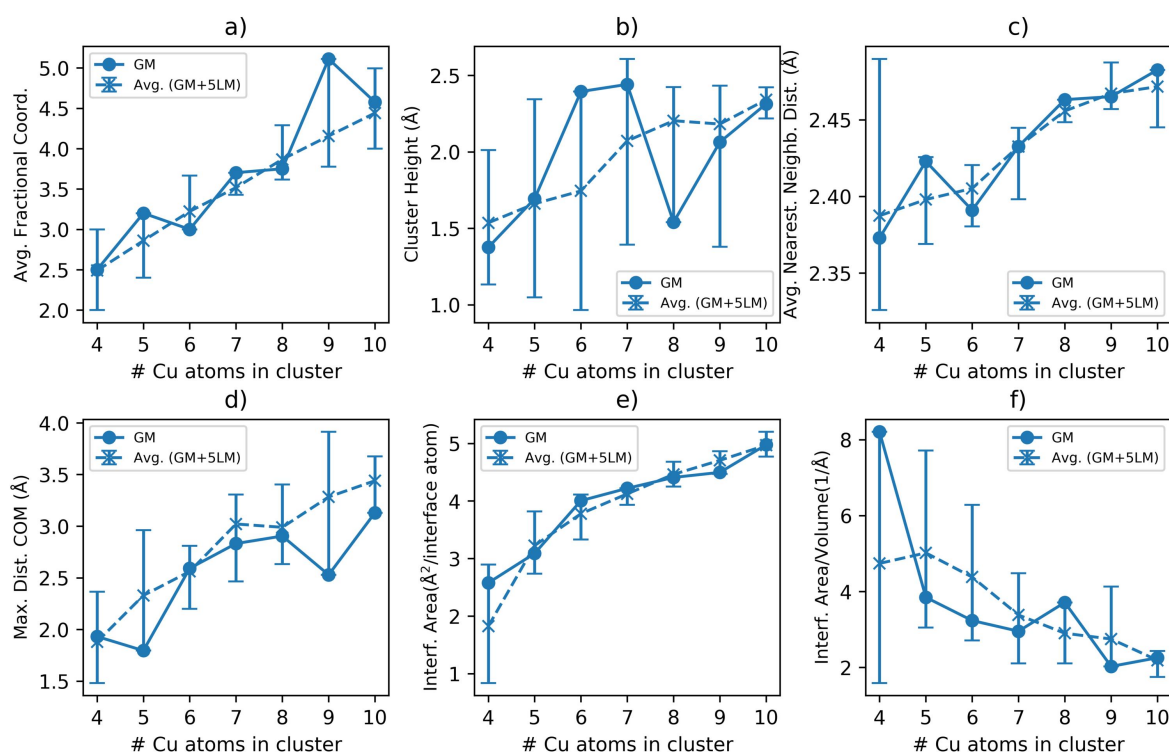 a)
Avg. Fractional Coord.
5.0
4.5
4.0
3.5
3.0
2.5
2.0
GM
Avg. (GM+5LM)
4 5 6 7 8 9 10
# Cu atoms in cluster
b)
Cluster Height (Å)
2.5
2.0
1.5
1.0
GM
Avg. (GM+5LM)
4 5 6 7 8 9 10
# Cu atoms in cluster
c)
Avg. Nearest. Neighb. Dist. (Å)
2.45
2.40
2.35
GM
Avg. (GM+5LM)
4 5 6 7 8 9 10
# Cu atoms in cluster
d)
Max. Dist. COM (Å)
4.0
3.5
3.0
2.5
2.0
1.5
GM
Avg. (GM+5LM)
4 5 6 7 8 9 10
# Cu atoms in cluster
e)
Interf. Area(Å²/interface atom)
5
4
3
2
1
GM
Avg. (GM+5LM)
4 5 6 7 8 9 10
# Cu atoms in cluster
f)
Interf. Area/Volume(1/Å)
8
6
4
2
GM
Avg. (GM+5LM)
4 5 6 7 8 9 10
# Cu atoms in cluster